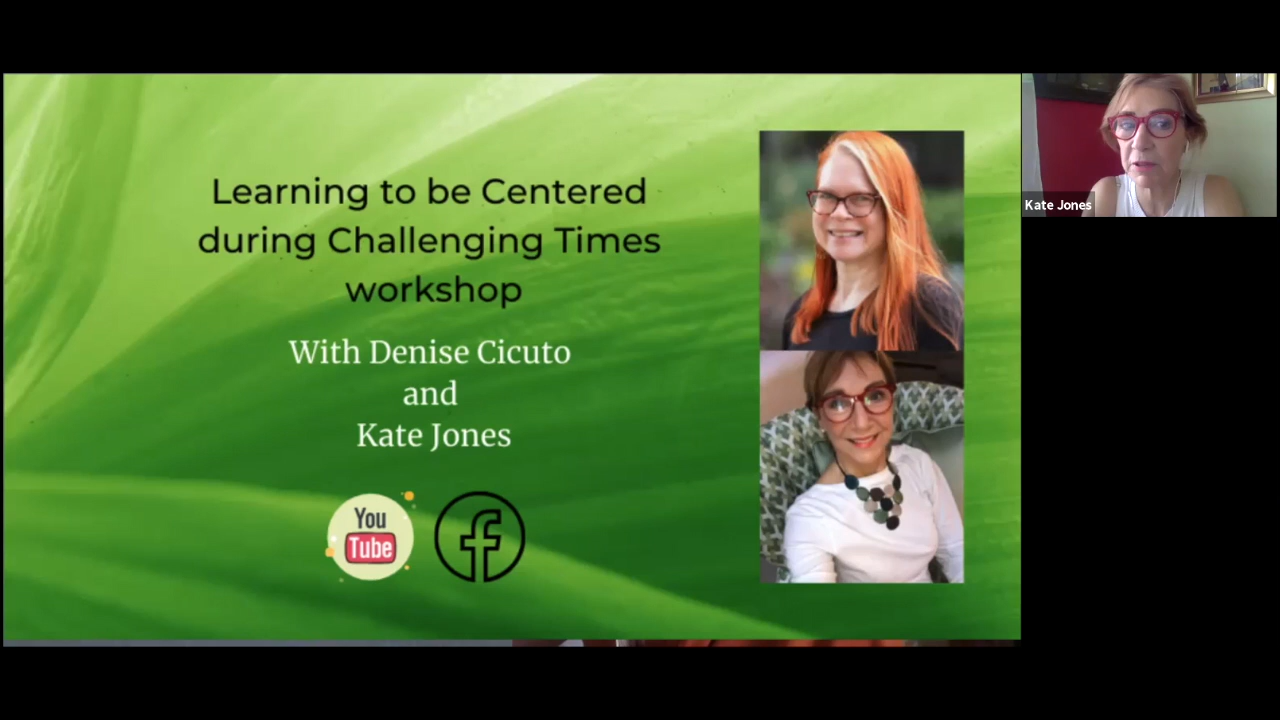 Learning to be Centered
during Challenging Times
workshop
With Denise Cicuto
and
Kate Jones
You
Tube
Kate Jones